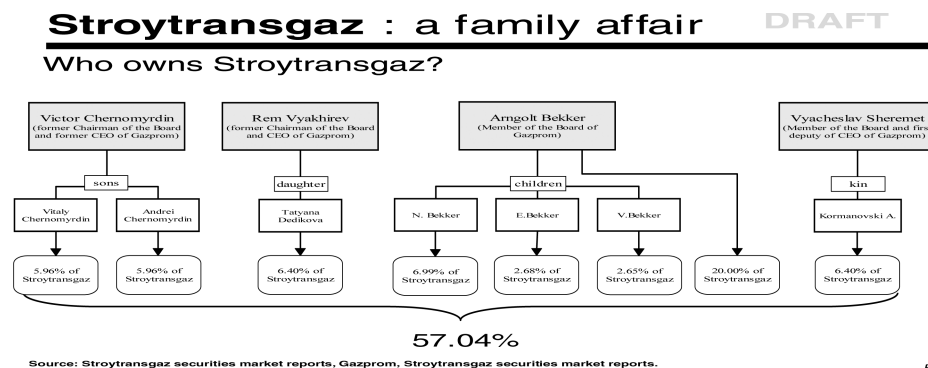 Stroytransgaz : a family affair
DRAFT
Who owns Stroytransgaz?
Victor Chernomyrdin
(former Chairman of the Board
and former CEO of Gazprom)
Rem Vyakhirev
(former Chairman of the Board
and CEO of Gazprom)
Arngolt Bekker
(Member of the Board of
Gazprom)
Vyacheslav Sheremet
(Member of the Board and firs
deputy of CEO of Gazprom)
sons
daughter
children
kin
Vitaly
Chernomyrdin
Andrei
Chernomyrdin
Tatyana
Dedikova
N. Bekker
E.Bekker
V.Bekker
Kormanovski A.
5.96% of
Stroytransgaz
5.96% of
Stroytransgaz
6.40% of
Stroytransgaz
6.99% of
Stroytransgaz
2.68% of
Stroytransgaz
2.65% of
Stroytransgaz
20.00% of
Stroytransgaz
6.40% of
Stroytransgaz
57.04%
Source: Stroytransgaz securities market reports, Gazprom, Stroytransgaz securities market reports.